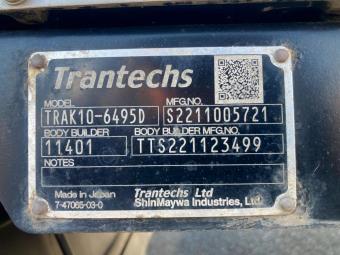 Trantechs
MODEL MFG.NO.
TRAK10-6495D S2211005721
BODY BUILDER BODY BUILDER MFG.NO.
11401 TTS221123499
NOTES
Made in Japan Trantechs Ltd
7-47065-03-0 ShinMaywa Industries, Ltd.